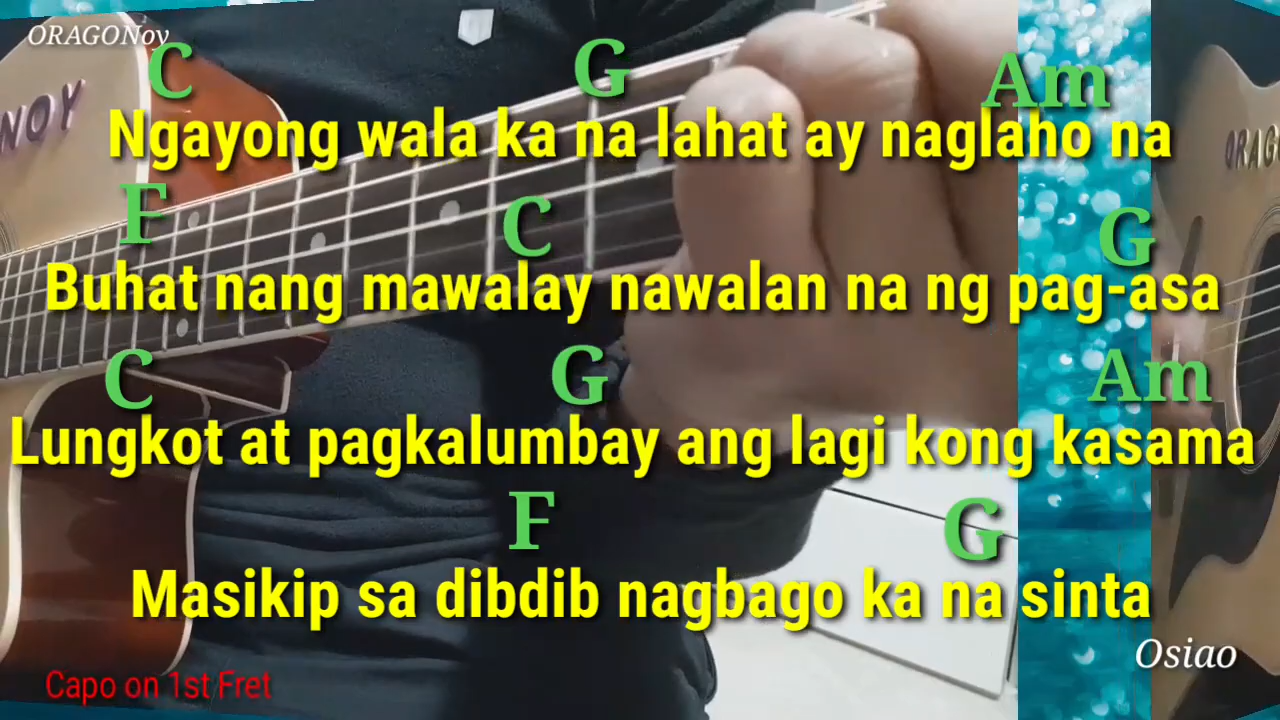 ORAGONoy
NOY
C G Am
Ngayong wala ka na lahat ay naglaho na
ORAG
F C G
Buhat nang mawalay nawalan na ng pag-asa
C G Am
Lungkot at pagkalumbay ang lagi kong kasama
F G
Masikip sa dibdib nagbago ka na sinta
Osiao
Capo on 1st Fret